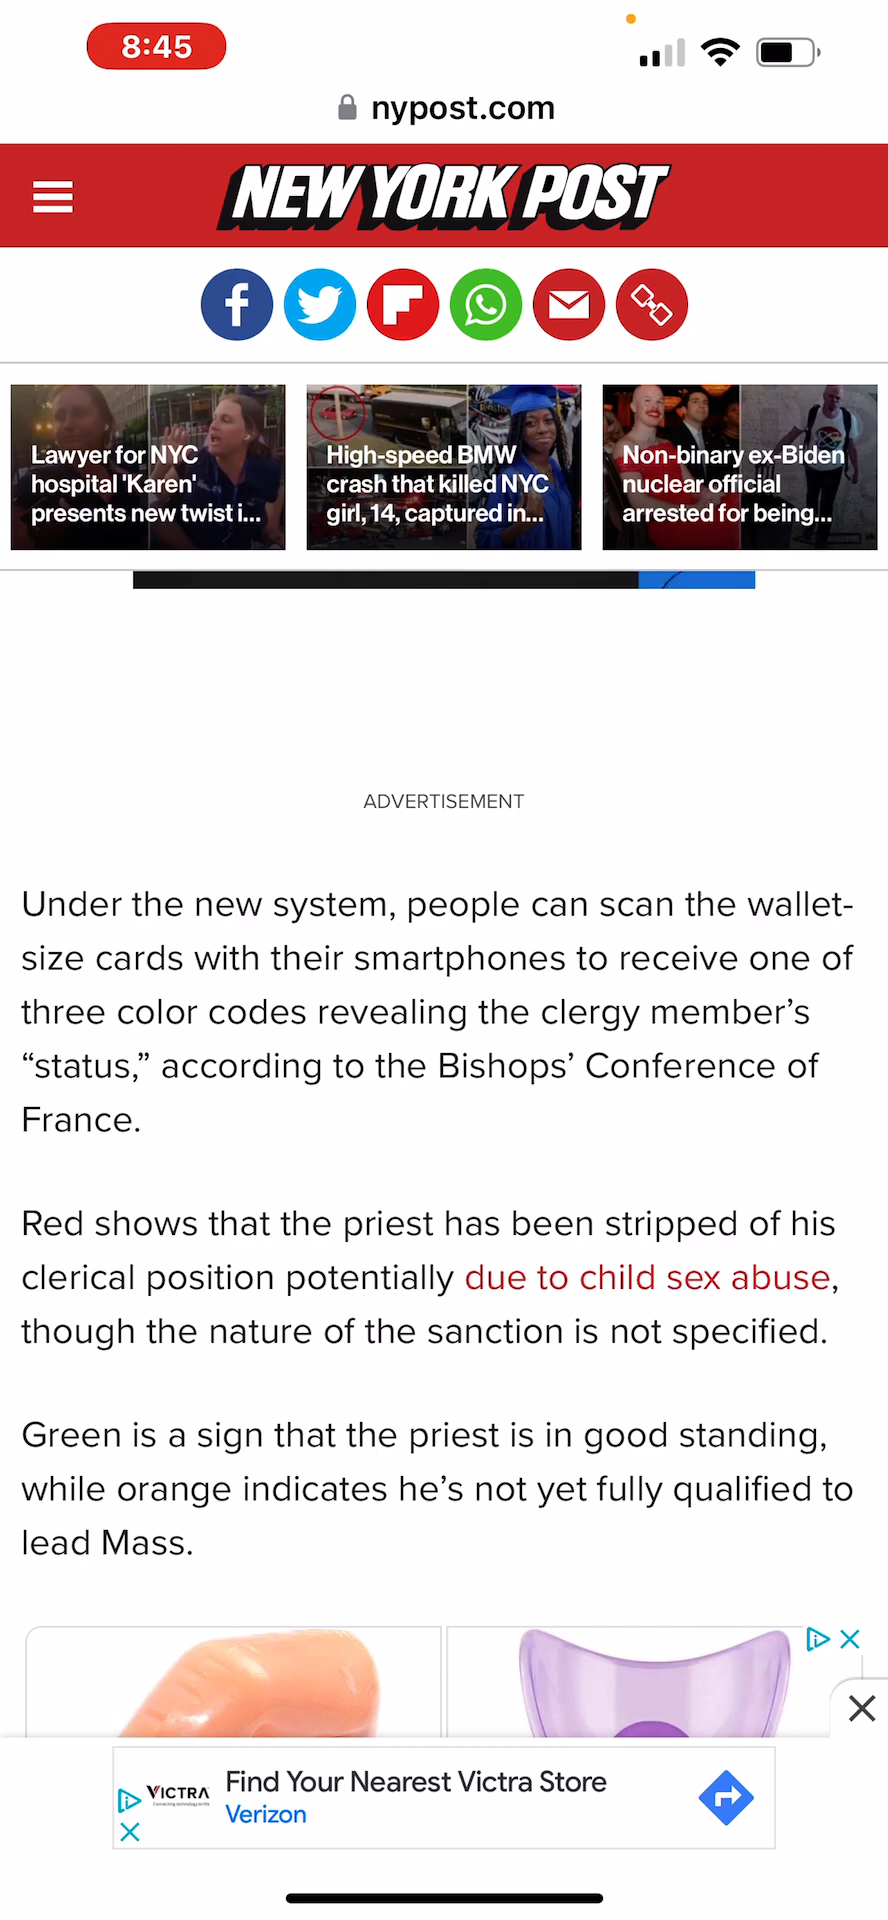 8:45
nypost.com
NEW YORK POST
Lawyer for NYC
hospital 'Karen'
presents new twist i...
High-speed BMW
crash that killed NYC
girl, 14, captured in...
Non-binary ex-Biden
nuclear official
arrested for being...
ADVERTISEMENT
Under the new system, people can scan the wallet-
size cards with their smartphones to receive one of
three color codes revealing the clergy member’s
“status,” according to the Bishops’ Conference of
France.
Red shows that the priest has been stripped of his
clerical position potentially due to child sex abuse,
though the nature of the sanction is not specified.
Green is a sign that the priest is in good standing,
while orange indicates he’s not yet fully qualified to
lead Mass.
VICTRA
Find Your Nearest Victra Store
Verizon